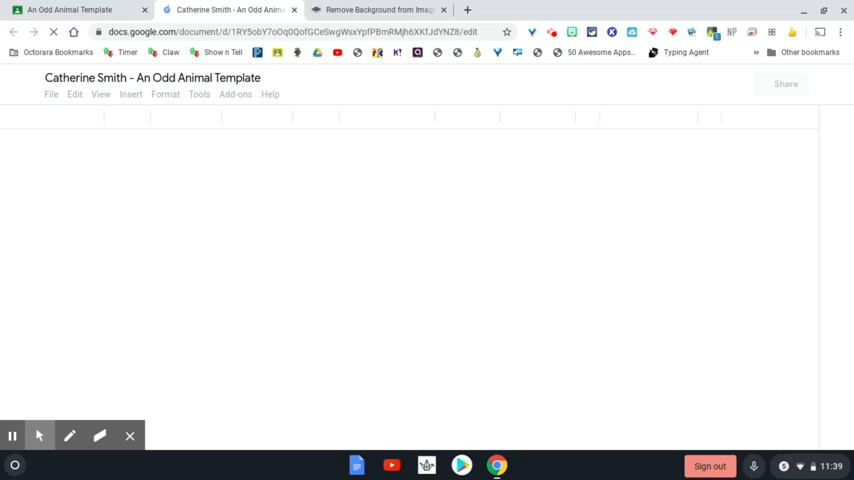 An Odd Animal Template
Catherine Smith - An Odd Anima
Remove Background from Imag
docs.google.com/document/d/1RY5obY7oOq0QofGCeSwgWsxYpfPBmRMjh6XKfJdYNZ8/edit
Octorara Bookmarks Timer Claw Show n Tell 50 Awesome Apps... Typing Agent » Other bookmarks
Catherine Smith - An Odd Animal Template
Share
File Edit View Insert Format Tools Add-ons Help
Sign out 11:39